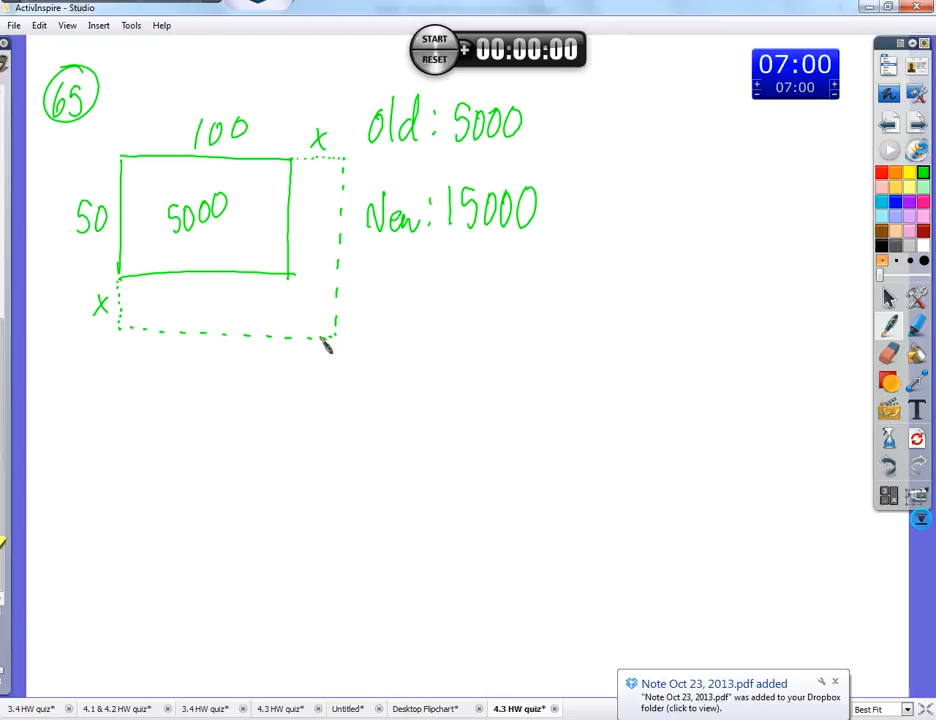 ActivInspire - Studio
File Edit View Insert Tools Help
START
RESET
00:00:00
07:00
07:00
65
100
x
Old: 5000
50
5000
New: 15000
x
Note Oct 23, 2013.pdf added
"Note Oct 23, 2013.pdf" was added to your Dropbox
folder (click to view).
3.4 HW quiz* 4.1 & 4.2 HW quiz* 3.4 HW quiz* 4.3 HW quiz* Untitled* Desktop Flipchart* 4.3 HW quiz* Best Fit